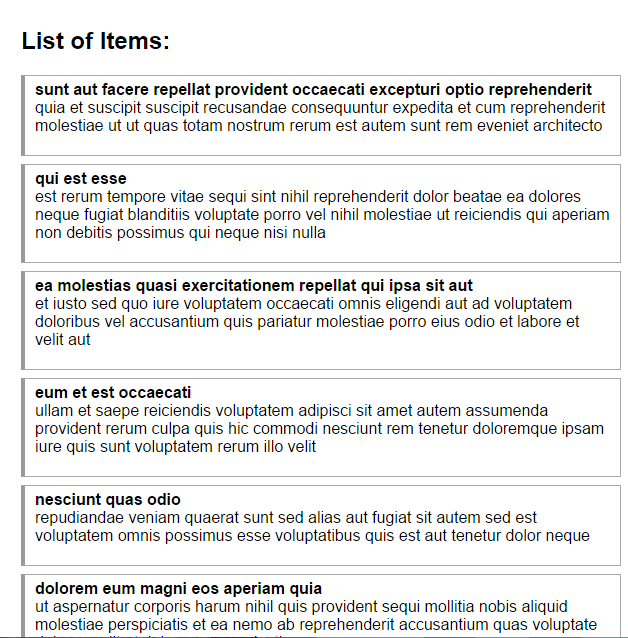 List of Items:
sunt aut facere repellat provident occaecati excepturi optio reprehenderit
quia et suscipit suscipit recusandae consequuntur expedita et cum reprehenderit
molestiae ut ut quas totam nostrum rerum est autem sunt rem eveniet architecto
qui est esse
est rerum tempore vitae sequi sint nihil reprehenderit dolor beatae ea dolores
neque fugiat blanditiis voluptate porro vel nihil molestiae ut reiciendis qui aperiam
non debitis possimus qui neque nisi nulla
ea molestias quasi exercitationem repellat qui ipsa sit aut
et iusto sed quo iure voluptatem occaecati omnis eligendi aut ad voluptatem
doloribus vel accusantium quis pariatur molestiae porro eius odio et labore et
velit aut
eum et est occaecati
ullam et saepe reiciendis voluptatem adipisci sit amet autem assumenda
provident rerum culpa quis hic commodi nesciunt rem tenetur doloremque ipsam
iure quis sunt voluptatem rerum illo velit
nesciunt quas odio
repudiandae veniam quaerat sunt sed alias aut fugiat sit autem sed est
voluptatem omnis possimus esse voluptatibus quis est aut tenetur dolor neque
dolorem eum magni eos aperiam quia
ut aspernatur corporis harum nihil quis provident sequi mollitia nobis aliquid
molestiae perspiciatis et ea nemo ab reprehenderit accusantium quas voluptate